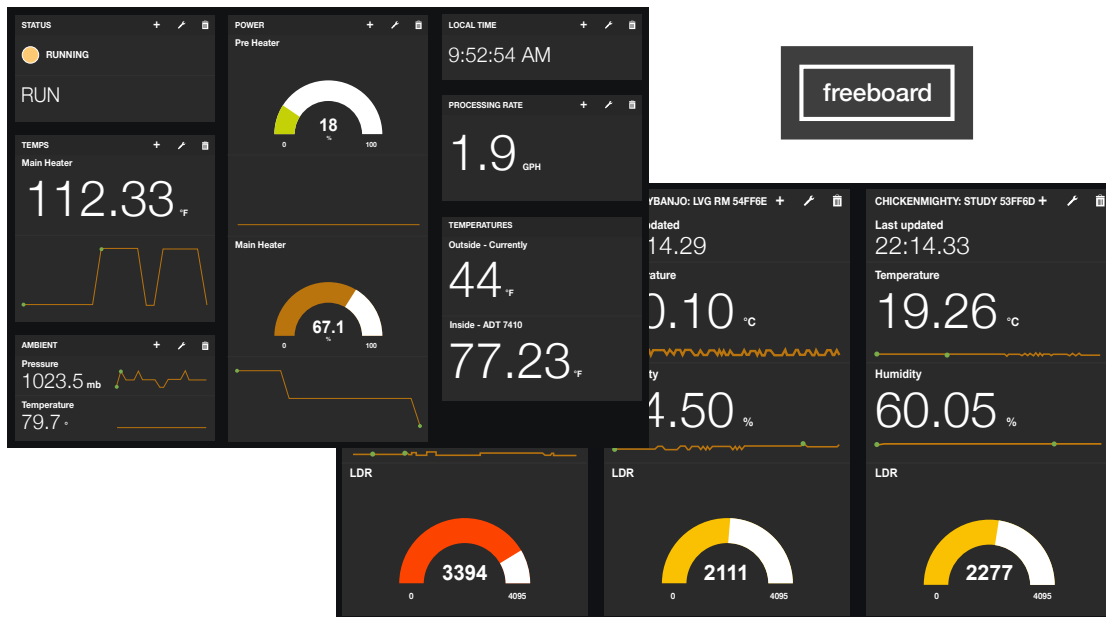 STATUS
RUNNING
RUN
TEMPS
Main Heater
112.33 °F
AMBIENT
Pressure
1023.5 mb
Temperature
79.7 °
POWER
Pre Heater
18
%
0 100
Main Heater
67.1
%
0 100
LOCAL TIME
9:52:54 AM
PROCESSING RATE
1.9 GPH
TEMPERATURES
Outside - Currently
44 °F
Inside - ADT 7410
77.23 °F
freeboard
LDR
3394
0 4095
YBANJO: LVG RM 54FF6E
dated
14.29
rature
0.10 °C
ty
4.50 %
LDR
2111
0 4095
CHICKENMIGHTY: STUDY 53FF6D
Last updated
22:14.33
Temperature
19.26 °C
Humidity
60.05 %
LDR
2277
0 4095